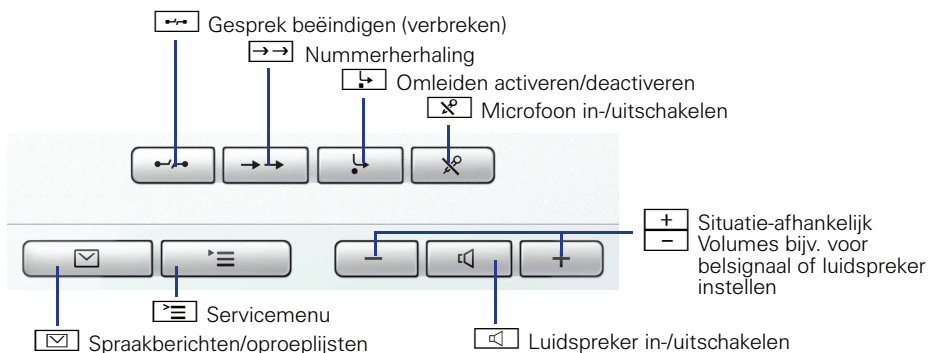 Gesprek beëindigen (verbreken)
→→ Nummerherhaling
Omleiden activeren/deactiveren
Microfoon in-/uitschakelen
+ Situatie-afhankelijk
− Volumes bijv. voor
belsignaal of luidspreker
instellen
Servicemenu
Spraakberichten/oproeplijsten
Luidspreker in-/uitschakelen